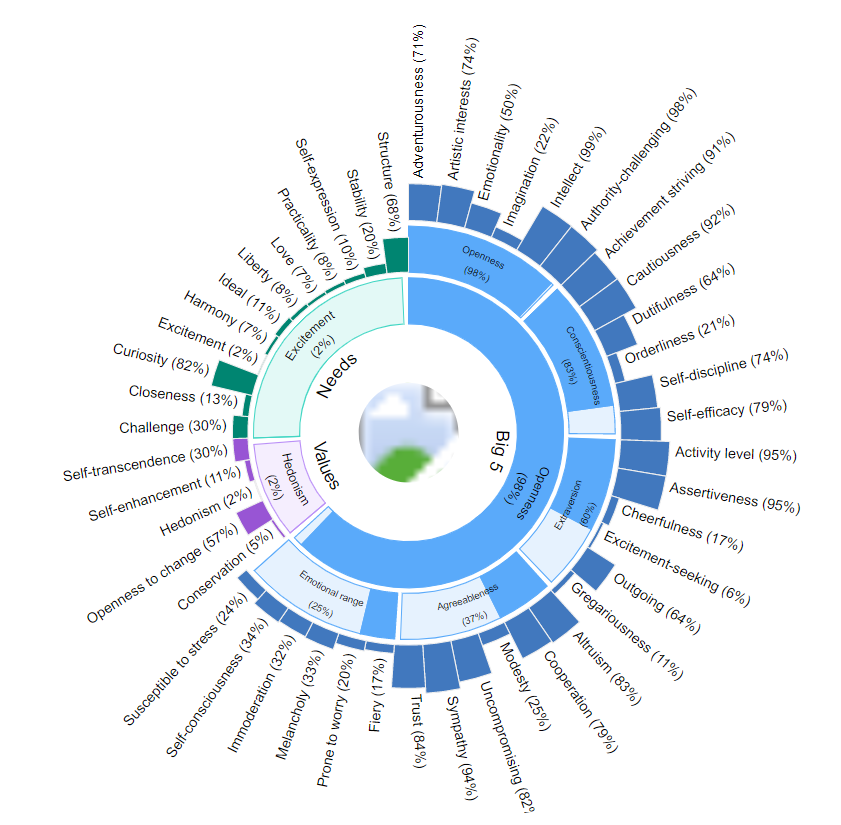 Adventurousness (71%)
Artistic interests (74%)
Emotionality (50%)
Imagination (22%)
Intellect (99%)
Authority-challenging (98%)
Achievement striving (91%)
Cautiousness (92%)
Dutifulness (64%)
Orderliness (21%)
Self-discipline (74%)
Self-efficacy (79%)
Activity level (95%)
Assertiveness (95%)
Cheerfulness (17%)
Excitement-seeking (6%)
Outgoing (64%)
Gregariousness (11%)
Altruism (83%)
Cooperation (79%)
Modesty (25%)
Uncompromising (82%
Sympathy (94%)
Trust (84%)
Fiery (17%)
Prone to worry (20%)
Melancholy (33%)
Immoderation (32%)
Self-consciousness (34%)
Susceptible to stress (24%)
Conservation (5%)
Openness to change (57%)
Hedonism (2%)
Self-enhancement (11%)
Self-transcendence (30%)
Challenge (30%)
Closeness (13%)
Curiosity (82%)
Excitement (2%)
Harmony (7%)
Ideal (11%)
Liberty (8%)
Love (7%)
Practicality (8%)
Self-expression (10%)
Stability (20%)
Structure (68%)
Openness
(98%)
Conscientiousness
(83%)
Extraversion
(60%)
Agreeableness
(37%)
Emotional range
(25%)
Hedonism
(2%)
Excitement
(2%)
Needs
Values
Big 5
Openness
(98%)